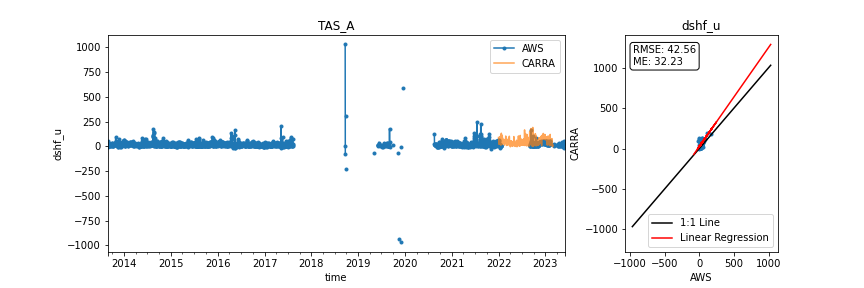 TAS_A
dshf_u
1000
750
500
250
0
−250
−500
−750
−1000
dshf_u
AWS
CARRA
2014 2015 2016 2017 2018 2019 2020 2021 2022 2023
time
dshf_u
RMSE: 42.56
ME: 32.23
1000
500
0
−500
−1000
CARRA
1:1 Line
Linear Regression
−1000 −500 0 500 1000
AWS